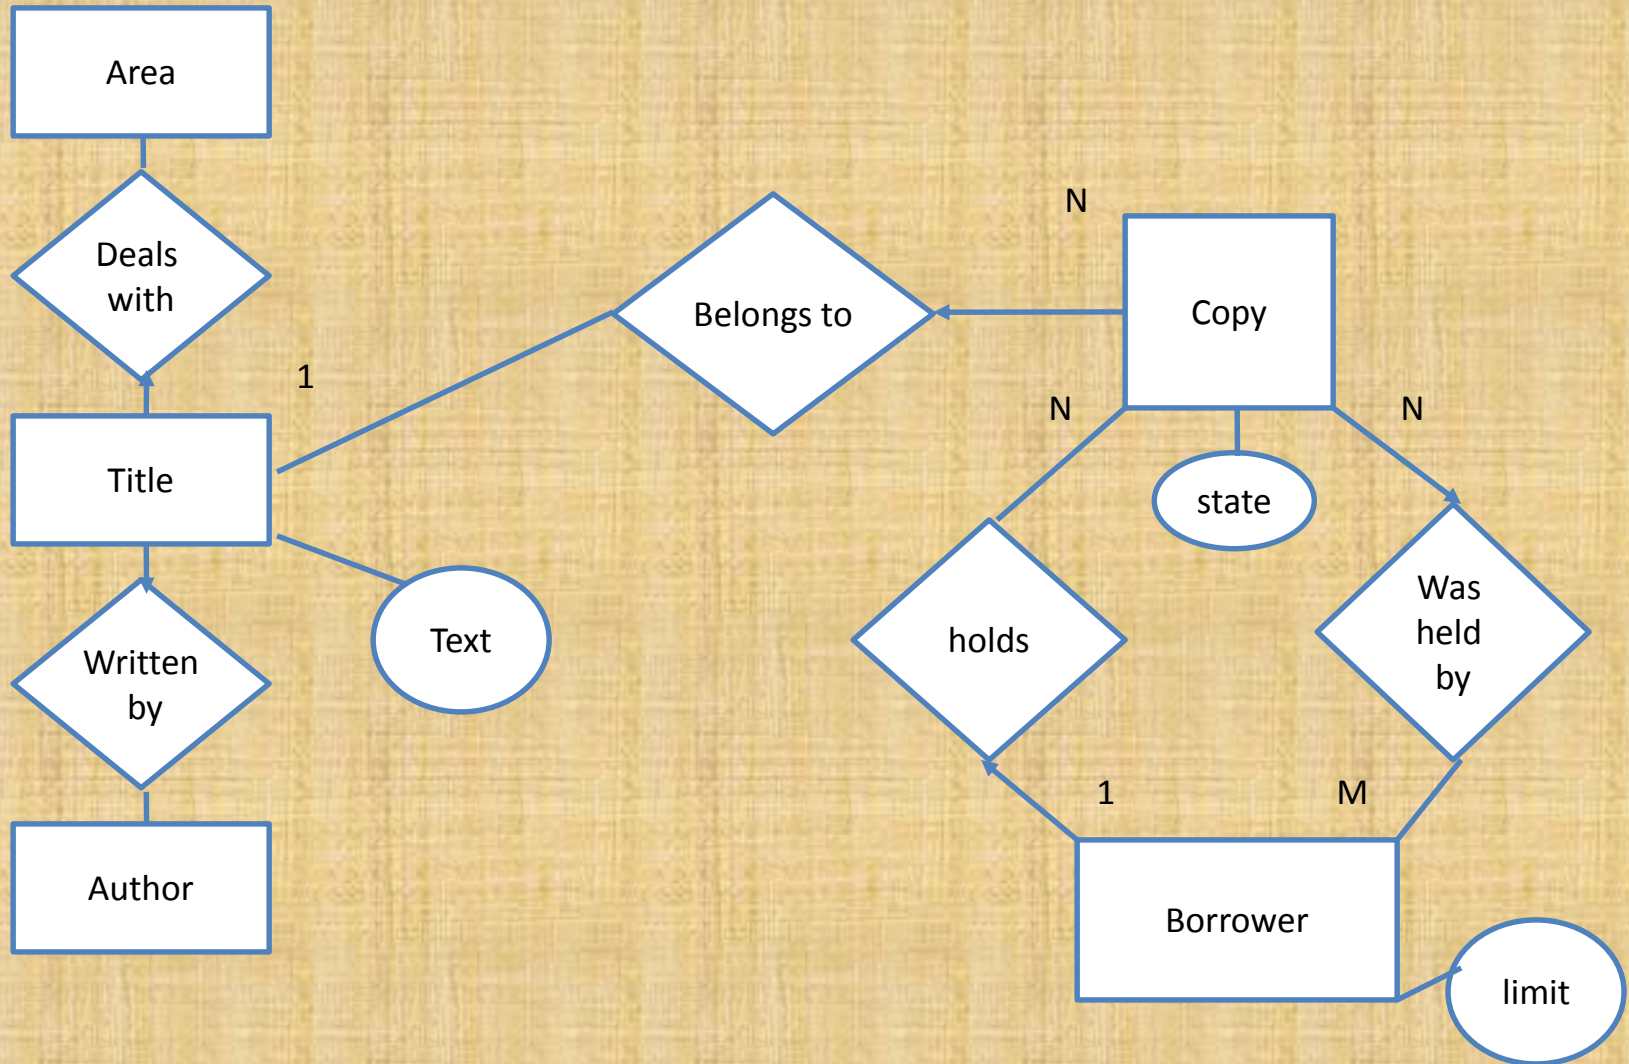 Area
Deals
with
1
Title
Written
by
Text
Author
Belongs to
N
Copy
N
N
state
holds
Was
held
by
1
M
Borrower
limit